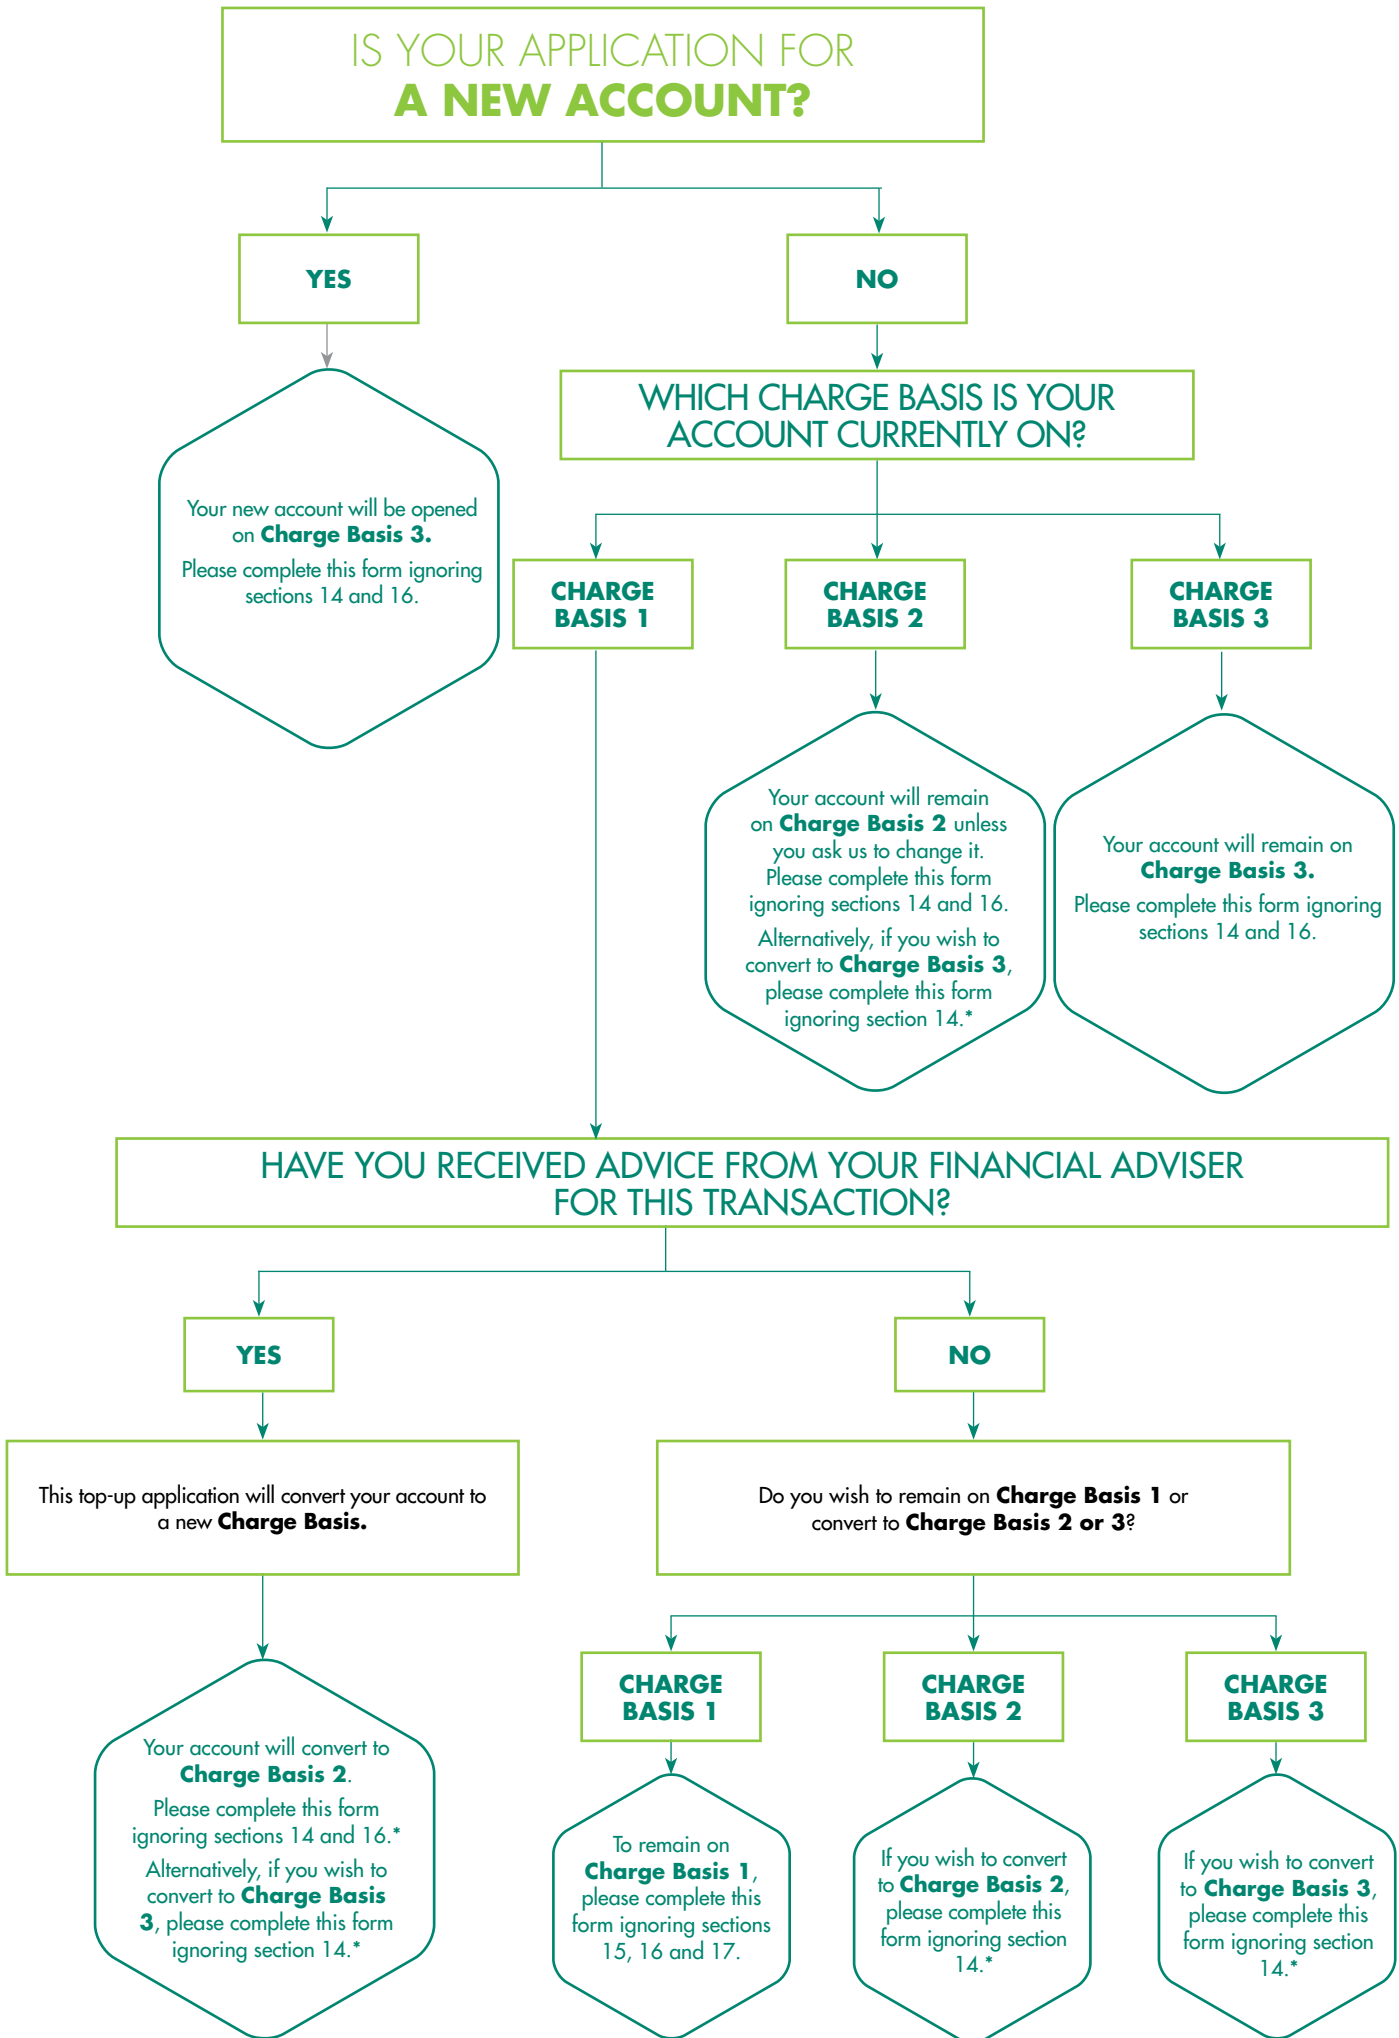 IS YOUR APPLICATION FOR
A NEW ACCOUNT?
YES
NO
WHICH CHARGE BASIS IS YOUR
ACCOUNT CURRENTLY ON?
Your new account will be opened
on Charge Basis 3.
Please complete this form ignoring
sections 14 and 16.
CHARGE
BASIS 1
CHARGE
BASIS 2
CHARGE
BASIS 3
Your account will remain
on Charge Basis 2 unless
you ask us to change it.
Please complete this form
ignoring sections 14 and 16.
Alternatively, if you wish to
convert to Charge Basis 3,
please complete this form
ignoring section 14.*
Your account will remain on
Charge Basis 3.
Please complete this form ignoring
sections 14 and 16.
HAVE YOU RECEIVED ADVICE FROM YOUR FINANCIAL ADVISER
FOR THIS TRANSACTION?
YES
NO
This top-up application will convert your account to
a new Charge Basis.
Do you wish to remain on Charge Basis 1 or
convert to Charge Basis 2 or 3?
CHARGE
BASIS 1
CHARGE
BASIS 2
CHARGE
BASIS 3
Your account will convert to
Charge Basis 2.
Please complete this form
ignoring sections 14 and 16.*
Alternatively, if you wish to
convert to Charge Basis
3, please complete this form
ignoring section 14.*
To remain on
Charge Basis 1,
please complete this
form ignoring sections
15, 16 and 17.
If you wish to convert
to Charge Basis 2,
please complete this
form ignoring section
14.*
If you wish to convert
to Charge Basis 3,
please complete this
form ignoring section
14.*